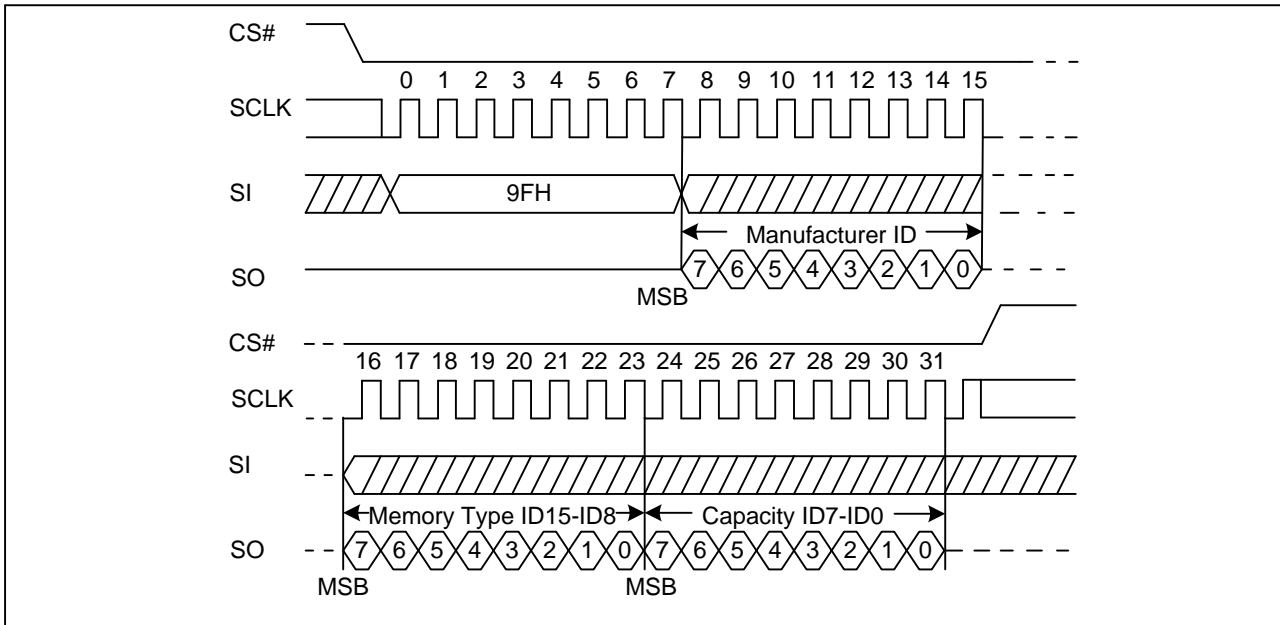 CS#
0 1 2 3 4 5 6 7 8 9 10 11 12 13 14 15
SCLK
SI 9FH
Manufacturer ID
SO 7 6 5 4 3 2 1 0
MSB
CS#
16 17 18 19 20 21 22 23 24 25 26 27 28 29 30 31
SCLK
SI
Memory Type ID15-ID8 Capacity ID7-ID0
SO 7 6 5 4 3 2 1 0 7 6 5 4 3 2 1 0
MSB MSB